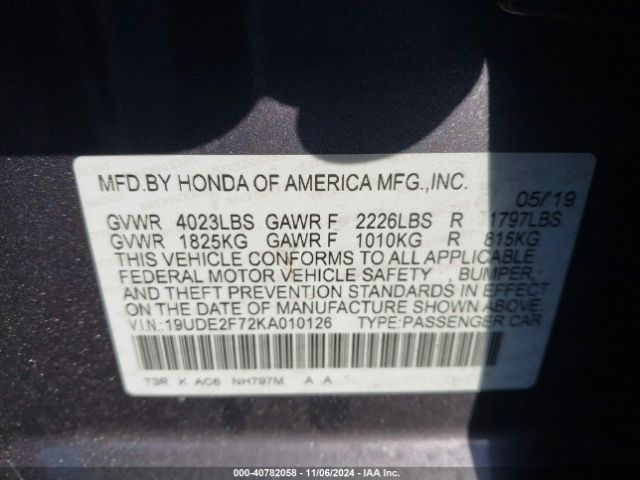 MFD.BY HONDA OF AMERICA MFG.,INC.
05/'19
GVWR 4023LBS GAWR F 2226LBS R 1797LBS
GVWR 1825KG GAWR F 1010KG R 815KG
THIS VEHICLE CONFORMS TO ALL APPLICABLE
FEDERAL MOTOR VEHICLE SAFETY , BUMPER,
AND THEFT PREVENTION STANDARDS IN EFFECT
ON THE DATE OF MANUFACTURE SHOWN ABOVE.
V.I.N.:19UDE2F72KA010126 TYPE:PASSENGER CAR
T3R K AC6 NH797M A A
000-40782058 - 11/06/2024 - IAA Inc.